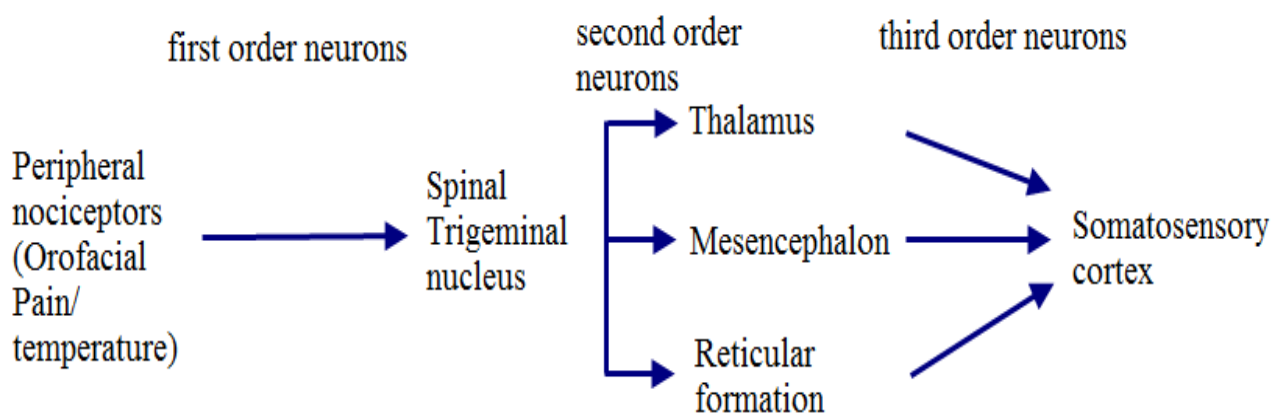 first order neurons
second order
neurons
third order neurons
Peripheral
nociceptors
(Orofacial
Pain/
temperature)
Spinal
Trigeminal
nucleus
Thalamus
Mesencephalon
Reticular
formation
Somatosensory
cortex